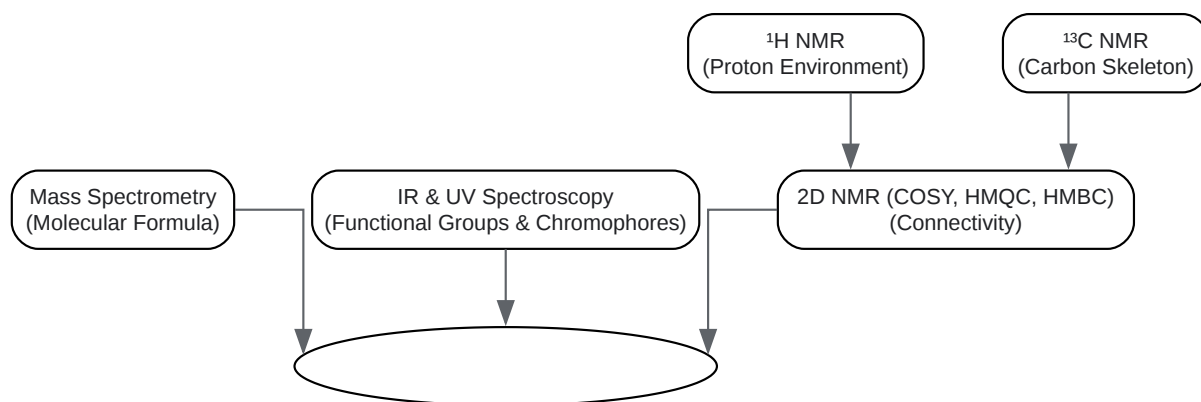 ¹H NMR
(Proton Environment)
¹³C NMR
(Carbon Skeleton)
Mass Spectrometry
(Molecular Formula)
IR & UV Spectroscopy
(Functional Groups & Chromophores)
2D NMR (COSY, HMQC, HMBC)
(Connectivity)